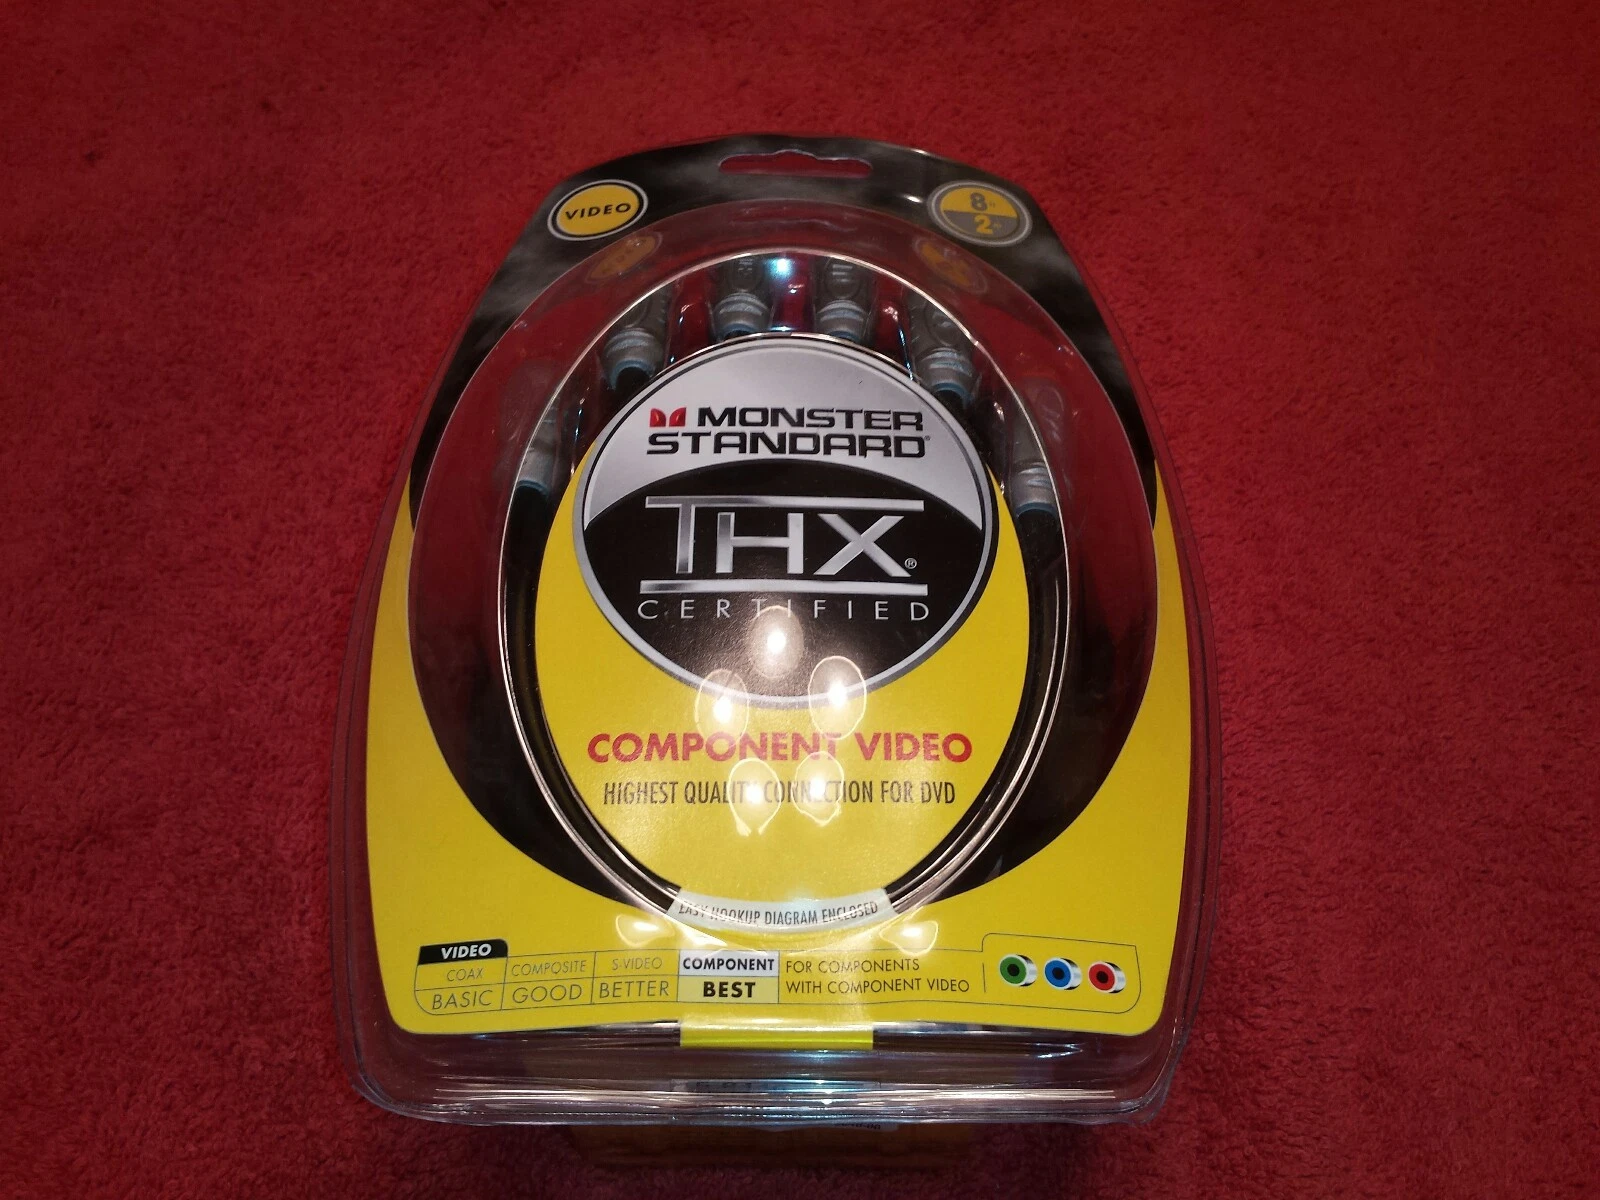 VIDEO
8 ft
2 m
MONSTER
STANDARD®
THX®
CERTIFIED
COMPONENT VIDEO
HIGHEST QUALITY CONNECTION FOR DVD
EASY HOOKUP DIAGRAM ENCLOSED
VIDEO
COAX COMPOSITE S-VIDEO COMPONENT FOR COMPONENTS
BASIC GOOD BETTER BEST WITH COMPONENT VIDEO